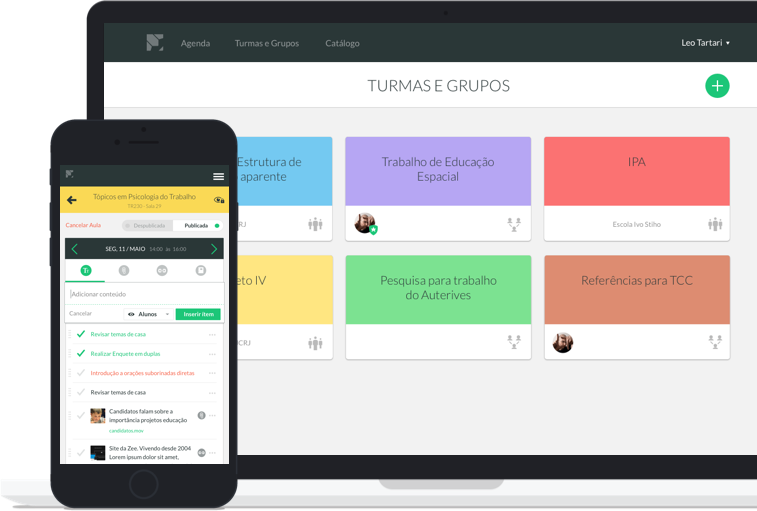 Agenda
Turmas e Grupos
Catálogo
Leo Tartari
TURMAS E GRUPOS
Estrutura de
aparente
RJ
Trabalho de Educação
Espacial
IPA
Escola Ivo Stiho
eto IV
CRJ
Pesquisa para trabalho
do Auterives
Referências para TCC
Tópicos em Psicologia do Trabalho
TR230 - Sala 19
Cancelar Aula
Despublicada
Publicada
SEG, 11 / MAIO 14:00 às 16:00
Ti
Adicionar conteúdo
Cancelar
Alunos
Inserir item
Revisar temas de casa
Realizar Enquete em duplas
Introdução a orações suborinadas diretas
Revisar temas de casa
Candidatos falam sobre a
importância projetos educação
candidatos.mov
Site da Zee. Vivendo desde 2004
Lorem ipsum dolor sit amet,